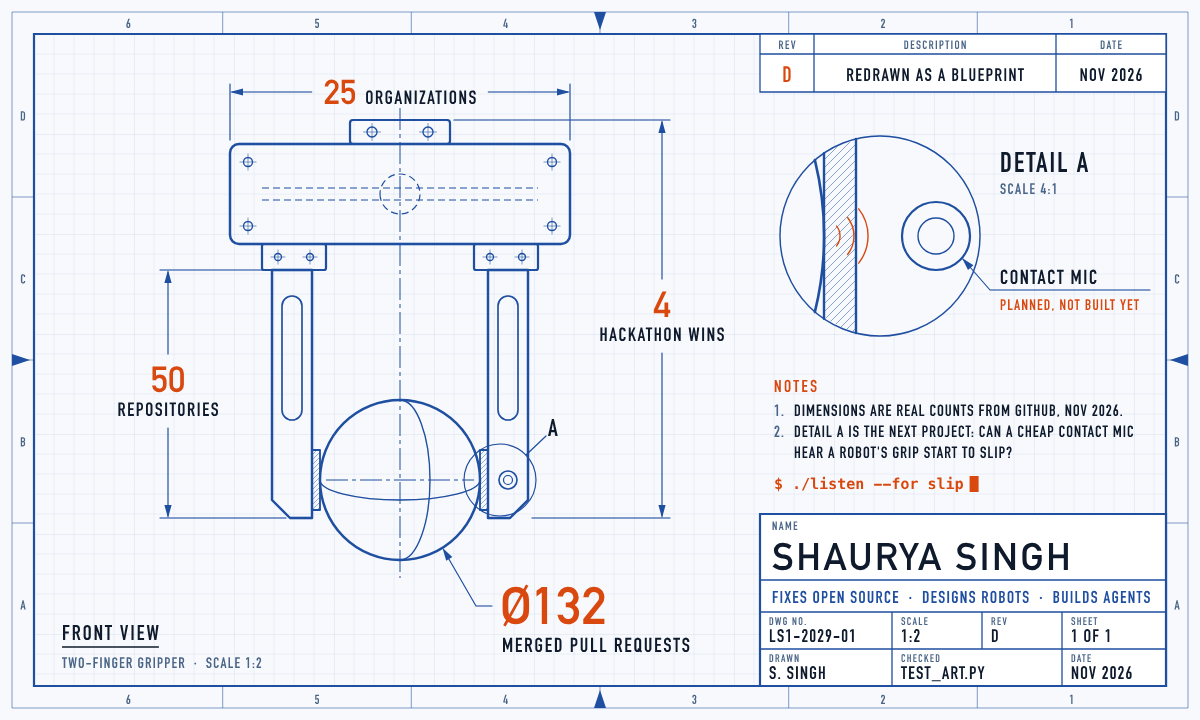 6 5 4 3 2 1
REV DESCRIPTION DATE
D REDRAWN AS A BLUEPRINT NOV 2026
25 ORGANIZATIONS
D D
DETAIL A
SCALE 4:1
C C
CONTACT MIC
PLANNED, NOT BUILT YET
4
HACKATHON WINS
50
REPOSITORIES
NOTES
1. DIMENSIONS ARE REAL COUNTS FROM GITHUB, NOV 2026.
2. DETAIL A IS THE NEXT PROJECT: CAN A CHEAP CONTACT MIC
HEAR A ROBOT'S GRIP START TO SLIP?
A
B B
$ ./listen --for slip
NAME
SHAURYA SINGH
FIXES OPEN SOURCE · DESIGNS ROBOTS · BUILDS AGENTS
A A
Ø132
MERGED PULL REQUESTS
FRONT VIEW
TWO-FINGER GRIPPER · SCALE 1:2
DWG NO. SCALE REV SHEET
LS1-2029-01 1:2 D 1 OF 1
DRAWN CHECKED DATE
S. SINGH TEST_ART.PY NOV 2026
6 5 4 3 2 1